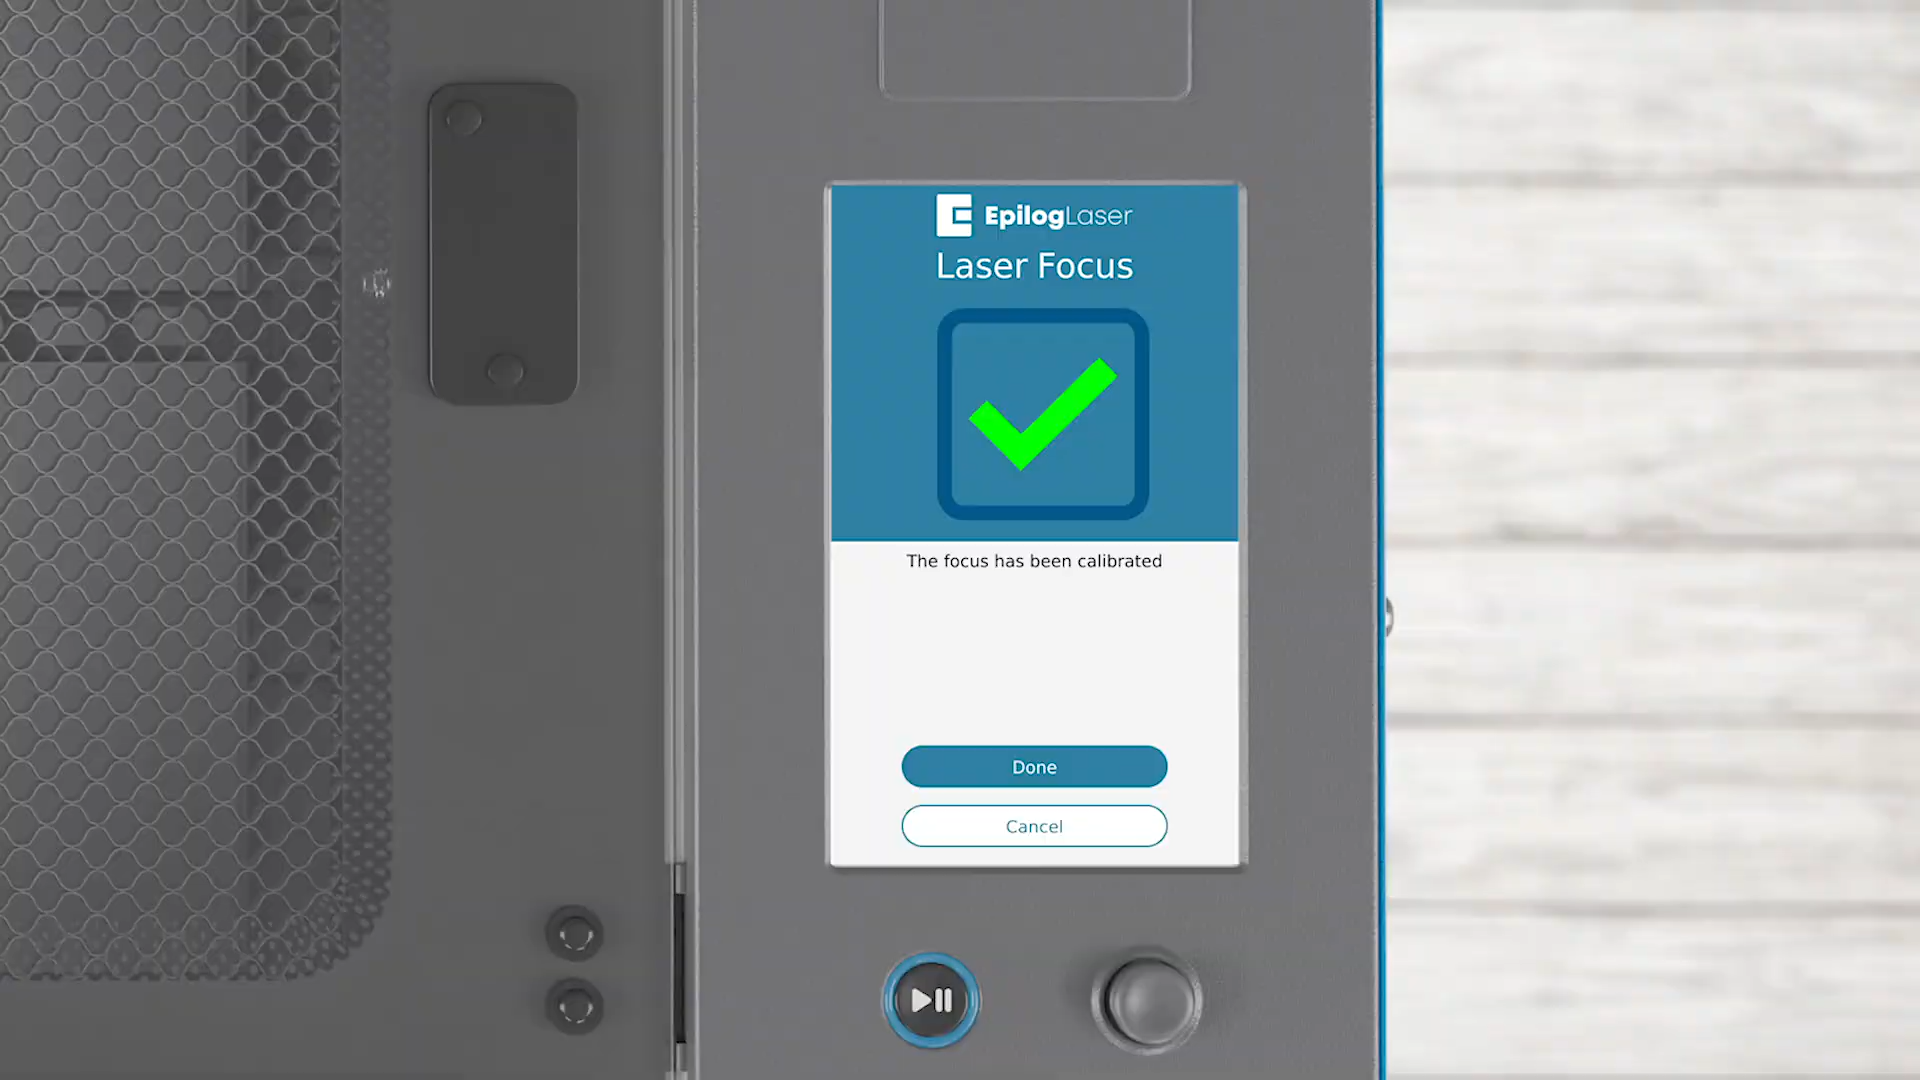 EpilogLaser
Laser Focus
The focus has been calibrated
Done
Cancel